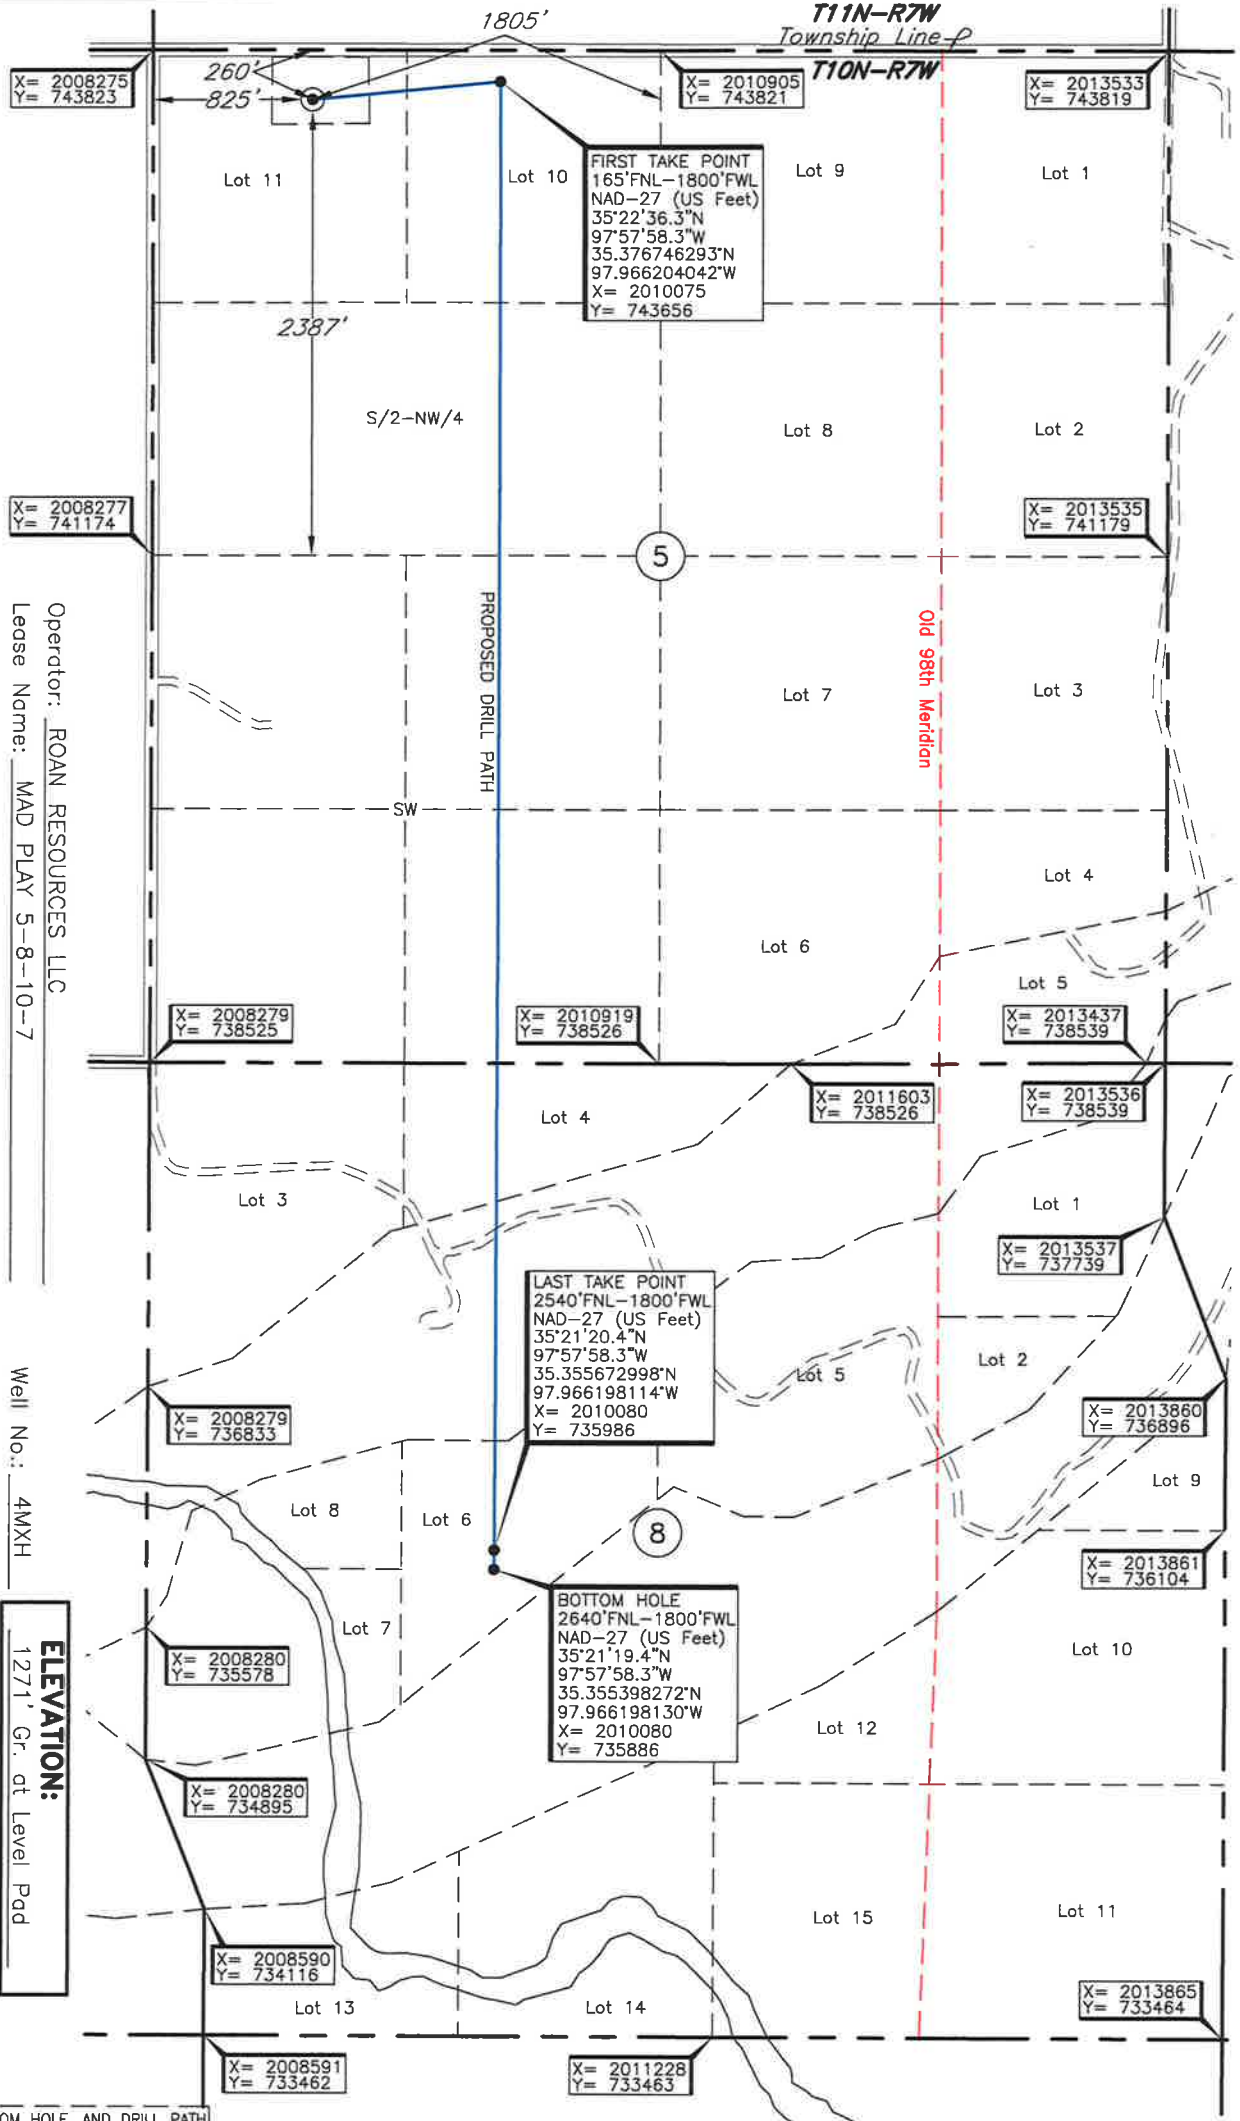 1805'
T11N-R7W
Township Line
T10N-R7W
X= 2008275
Y= 743823
260'
825'
X= 2010905
Y= 743821
X= 2013533
Y= 743819
FIRST TAKE POINT
165'FNL-1800'FWL
NAD-27 (US Feet)
35°22'36.3"N
97°57'58.3"W
35.376746293°N
97.966204042°W
X= 2010075
Y= 743656
Lot 11
Lot 10
Lot 9
Lot 1
2387'
S/2-NW/4
Lot 8
Lot 2
X= 2008277
Y= 741174
X= 2013535
Y= 741179
5
PROPOSED DRILL PATH
Old 98th Meridian
Lot 7
Lot 3
SW
Lot 4
Lot 6
Lot 5
Operator: ROAN RESOURCES LLC
Lease Name: MAD PLAY 5-8-10-7
X= 2008279
Y= 738525
X= 2010919
Y= 738526
X= 2013437
Y= 738539
X= 2011603
Y= 738526
X= 2013536
Y= 738539
Lot 4
Lot 3
Lot 1
X= 2013537
Y= 737739
LAST TAKE POINT
2540'FNL-1800'FWL
NAD-27 (US Feet)
35°21'20.4"N
97°57'58.3"W
35.355672998°N
97.966198114°W
X= 2010080
Y= 735986
Lot 2
Lot 5
X= 2008279
Y= 736833
X= 2013860
Y= 736896
Lot 9
Lot 8
Lot 6
8
Well No.: 4MXH
X= 2013861
Y= 736104
BOTTOM HOLE
2640'FNL-1800'FWL
NAD-27 (US Feet)
35°21'19.4"N
97°57'58.3"W
35.355398272°N
97.966198130°W
X= 2010080
Y= 735886
Lot 7
Lot 10
X= 2008280
Y= 735578
ELEVATION:
1271' Gr. at Level Pad
Lot 12
X= 2008280
Y= 734895
Lot 15
Lot 11
X= 2008590
Y= 734116
Lot 13
Lot 14
X= 2013865
Y= 733464
X= 2008591
Y= 733462
X= 2011228
Y= 733463
HOLE AND DRILL PATH